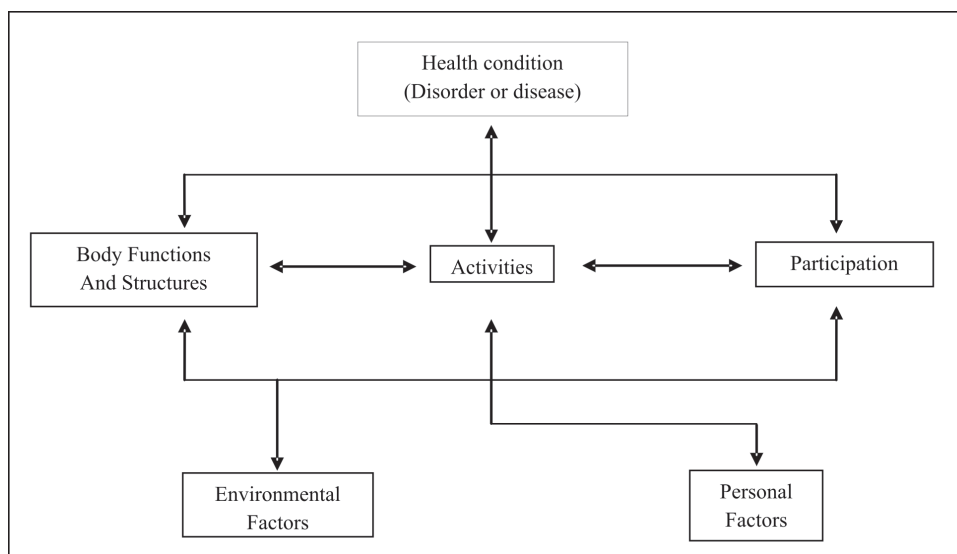 Health condition
(Disorder or disease)
Body Functions
And Structures
Activities
Participation
Environmental
Factors
Personal
Factors